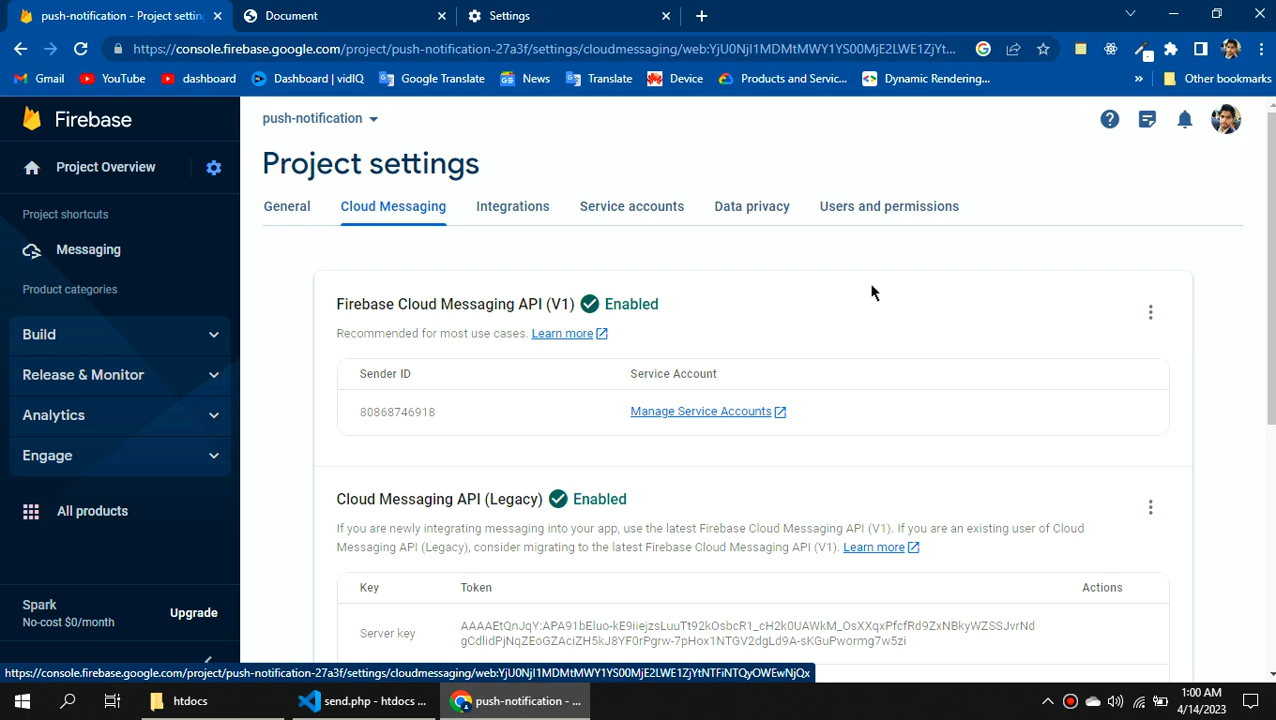 push-notification - Project settin
Document
Settings
https://console.firebase.google.com/project/push-notification-27a3f/settings/cloudmessaging/web:YjU0NjI1MDMtMWY1YS00MjE2LWE1ZjYt...
Gmail
YouTube
dashboard
Dashboard | vidIQ
Google Translate
News
Translate
Device
Products and Servic...
Dynamic Rendering...
»
Other bookmarks
Firebase
Project Overview
Project shortcuts
Messaging
Product categories
Build
Release & Monitor
Analytics
Engage
All products
Spark
No-cost $0/month
Upgrade
push-notification
Project settings
General
Cloud Messaging
Integrations
Service accounts
Data privacy
Users and permissions
Firebase Cloud Messaging API (V1) Enabled
Recommended for most use cases. Learn more
Sender ID
Service Account
80868746918
Manage Service Accounts
Cloud Messaging API (Legacy) Enabled
If you are newly integrating messaging into your app, use the latest Firebase Cloud Messaging API (V1). If you are an existing user of Cloud
Messaging API (Legacy), consider migrating to the latest Firebase Cloud Messaging API (V1). Learn more
Key
Token
Actions
Server key
AAAAEtQnJqY:APA91bEluo-kE9iiejzsLuuTt92kOsbcR1_cH2k0UAWkM_OsXXqxPfcfRd9ZxNBkyWZSSJvrNd
gCdlidPjNqZEoGZAciZH5kJ8YF0rPgrw-7pHox1NTGV2dgLd9A-sKGuPwormg7w5zi
https://console.firebase.google.com/project/push-notification-27a3f/settings/cloudmessaging/web:YjU0NjI1MDMtMWY1YS00MjE2LWE1ZjYtNTFiNTQyOWEwNjQx
htdocs
send.php - htdocs ...
push-notification - ...
1:00 AM
4/14/2023